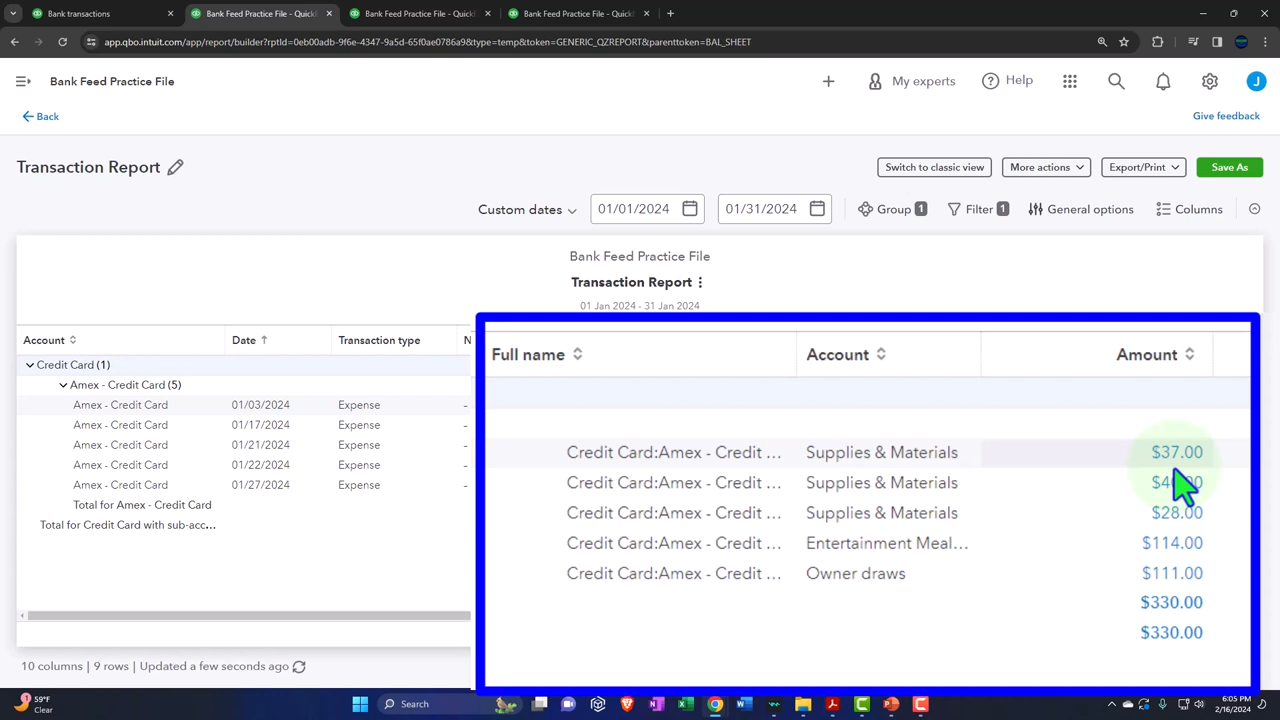 Bank transactions
Bank Feed Practice File - Quick
Bank Feed Practice File - Quick
Bank Feed Practice File - Quick
app.qbo.intuit.com/app/report/builder?rptId=0eb00adb-9f6e-4347-9a5d-65f0ae0786a9&type=temp&token=GENERIC_QZREPORT&parenttoken=BAL_SHEET
Bank Feed Practice File
My experts
Help
J
Back
Give feedback
Transaction Report
Switch to classic view
More actions
Export/Print
Save As
Custom dates
01/01/2024
01/31/2024
Group 1
Filter 1
General options
Columns
Bank Feed Practice File
Transaction Report
01 Jan 2024 - 31 Jan 2024
Account Date Transaction type N
Full name Account Amount
Credit Card (1)
Amex - Credit Card (5)
Amex - Credit Card 01/03/2024 Expense –
Amex - Credit Card 01/17/2024 Expense –
Amex - Credit Card 01/21/2024 Expense –
Amex - Credit Card 01/22/2024 Expense –
Amex - Credit Card 01/27/2024 Expense –
Total for Amex - Credit Card
Total for Credit Card with sub-acc...
Credit Card:Amex - Credit ... Supplies & Materials $37.00
Credit Card:Amex - Credit ... Supplies & Materials
Credit Card:Amex - Credit ... Supplies & Materials $28.00
Credit Card:Amex - Credit ... Entertainment Meal... $114.00
Credit Card:Amex - Credit ... Owner draws $111.00
$330.00
$330.00
10 columns | 9 rows | Updated a few seconds ago
59°F
Clear
Search
6:05 PM
2/16/2024